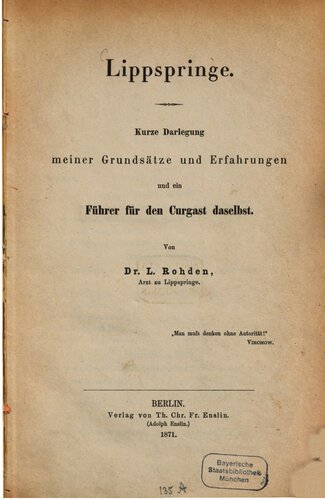 Lippspringe.
Kurze Darlegung
meiner Grundsätze und Erfahrungen
und ein
Führer für den Curgast daselbst.
Von
Dr. L. Rohden,
Arzt zu Lippspringe.
„Man muſs denken ohne Autorität!"
Virchow.
BERLIN.
Verlag von Th. Chr. Fr. Enslin.
(Adolph Enslin.)
1871.
Bayerische
Staatsbibliothek
München
135 A